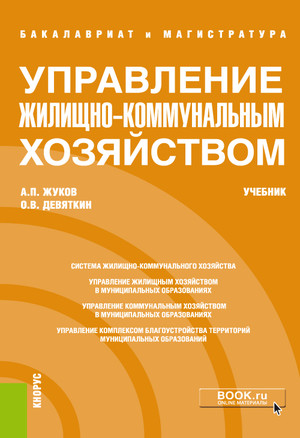 БАКАЛАВРИАТ и МАГИСТРАТУРА
УПРАВЛЕНИЕ
ЖИЛИЩНО-КОММУНАЛЬНЫМ
ХОЗЯЙСТВОМ
А.П. ЖУКОВ
О.В. ДЕВЯТКИН
УЧЕБНИК
СИСТЕМА ЖИЛИЩНО-КОММУНАЛЬНОГО ХОЗЯЙСТВА
УПРАВЛЕНИЕ ЖИЛИЩНЫМ ХОЗЯЙСТВОМ
В МУНИЦИПАЛЬНЫХ ОБРАЗОВАНИЯХ
УПРАВЛЕНИЕ КОММУНАЛЬНЫМ ХОЗЯЙСТВОМ
В МУНИЦИПАЛЬНЫХ ОБРАЗОВАНИЯХ
УПРАВЛЕНИЕ КОМПЛЕКСОМ БЛАГОУСТРОЙСТВА ТЕРРИТОРИЙ
МУНИЦИПАЛЬНЫХ ОБРАЗОВАНИЙ
КНОРУС
BOOK.ru
ONLINE МАТЕРИАЛЫ